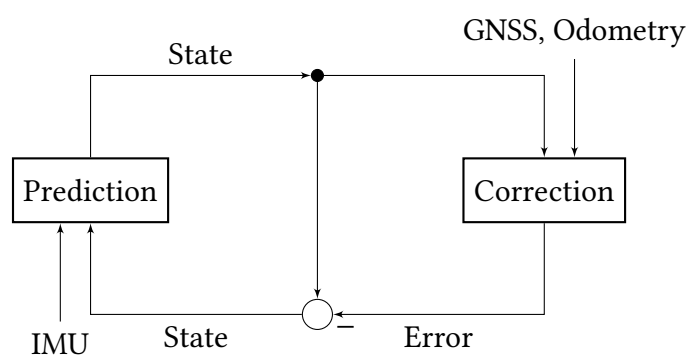 GNSS, Odometry
State
Prediction
Correction
–
IMU
State
Error